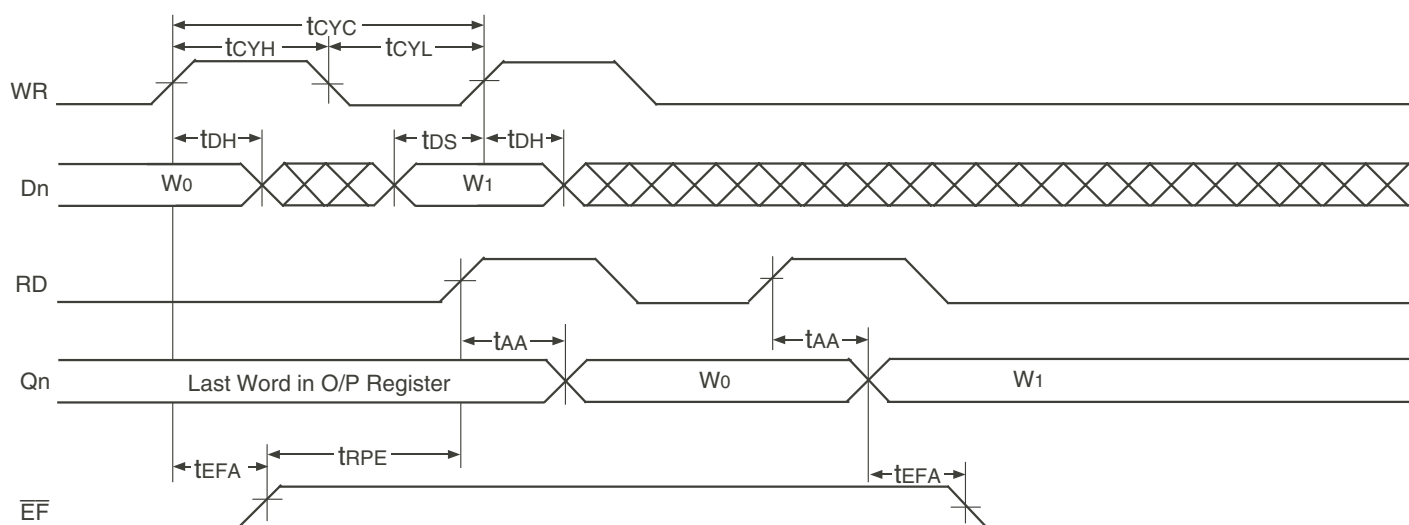 tCYC
tCYH tCYL
WR
tDH tDS tDH
Dn W0 W1
RD
tAA tAA
Qn Last Word in O/P Register W0 W1
tEFA tRPE tEFA
E̅F̅